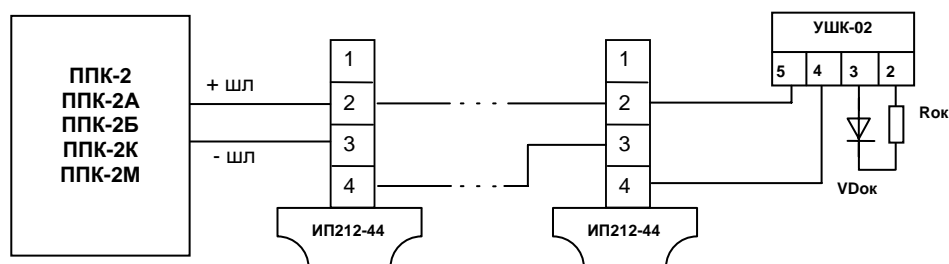 ППК-2
ППК-2А
ППК-2Б
ППК-2К
ППК-2М
+ шл
- шл
1
2
3
4
ИП212-44
1
2
3
4
ИП212-44
УШК-02
5 4 3 2
Rок
VDок